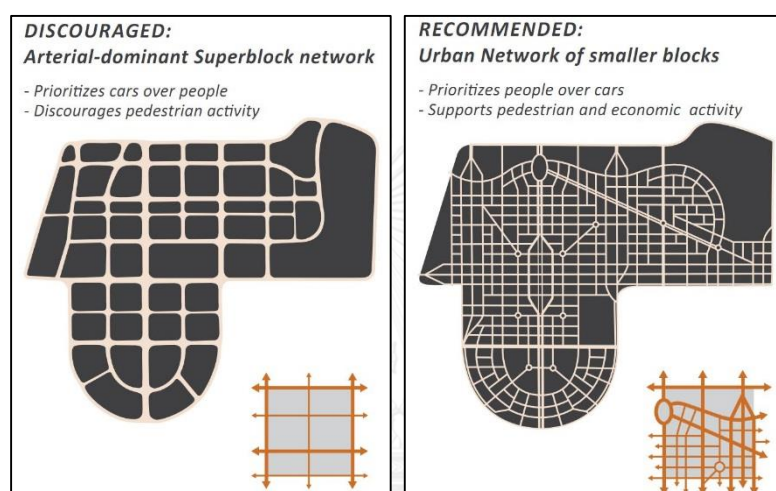 DISCOURAGED:
Arterial-dominant Superblock network
- Prioritizes cars over people
- Discourages pedestrian activity
RECOMMENDED:
Urban Network of smaller blocks
- Prioritizes people over cars
- Supports pedestrian and economic activity